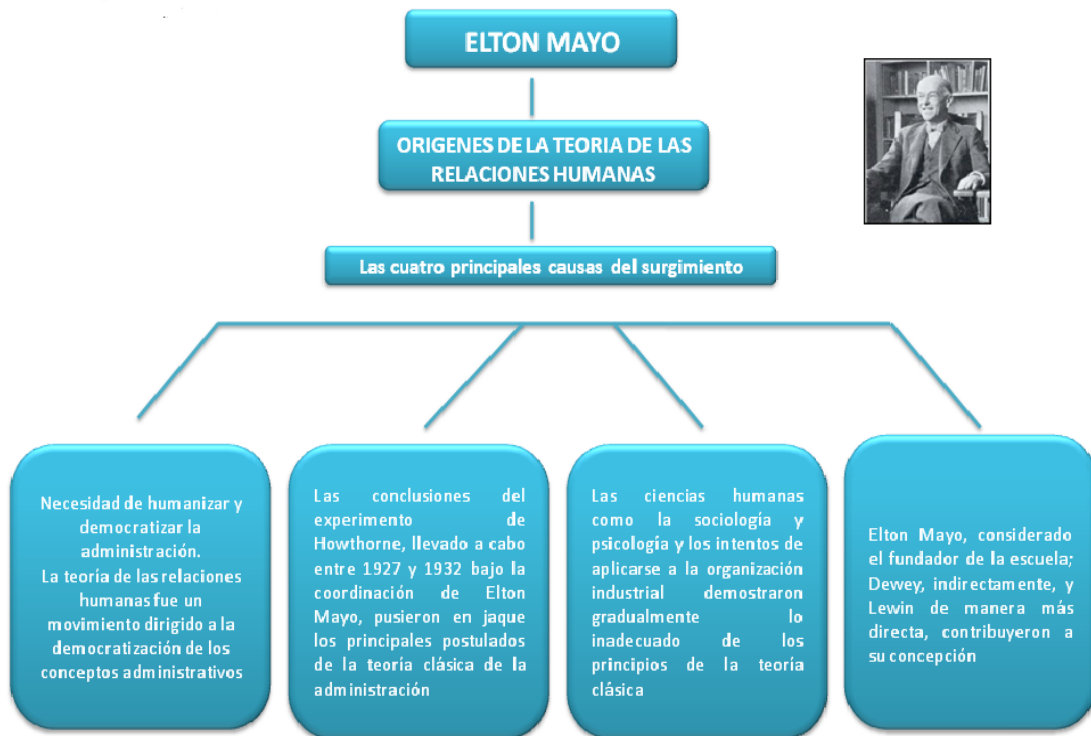 ELTON MAYO
ORIGENES DE LA TEORIA DE LAS
RELACIONES HUMANAS
Las cuatro principales causas del surgimiento
Necesidad de humanizar y
democratizar la
administración.
La teoría de las relaciones
humanas fue un
movimiento dirigido a la
democratización de los
conceptos administrativos
Las conclusiones del
experimento de
Howthorne, llevado a cabo
entre 1927 y 1932 bajo la
coordinación de Elton
Mayo, pusieron en jaque
los principales postulados
de la teoría clásica de la
administración
Las ciencias humanas
como la sociología y
psicología y los intentos de
aplicarse a la organización
industrial demostraron
gradualmente lo
inadecuado de los
principios de la teoría
clásica
Elton Mayo, considerado
el fundador de la escuela;
Dewey, indirectamente, y
Lewin de manera más
directa, contribuyeron a
su concepción